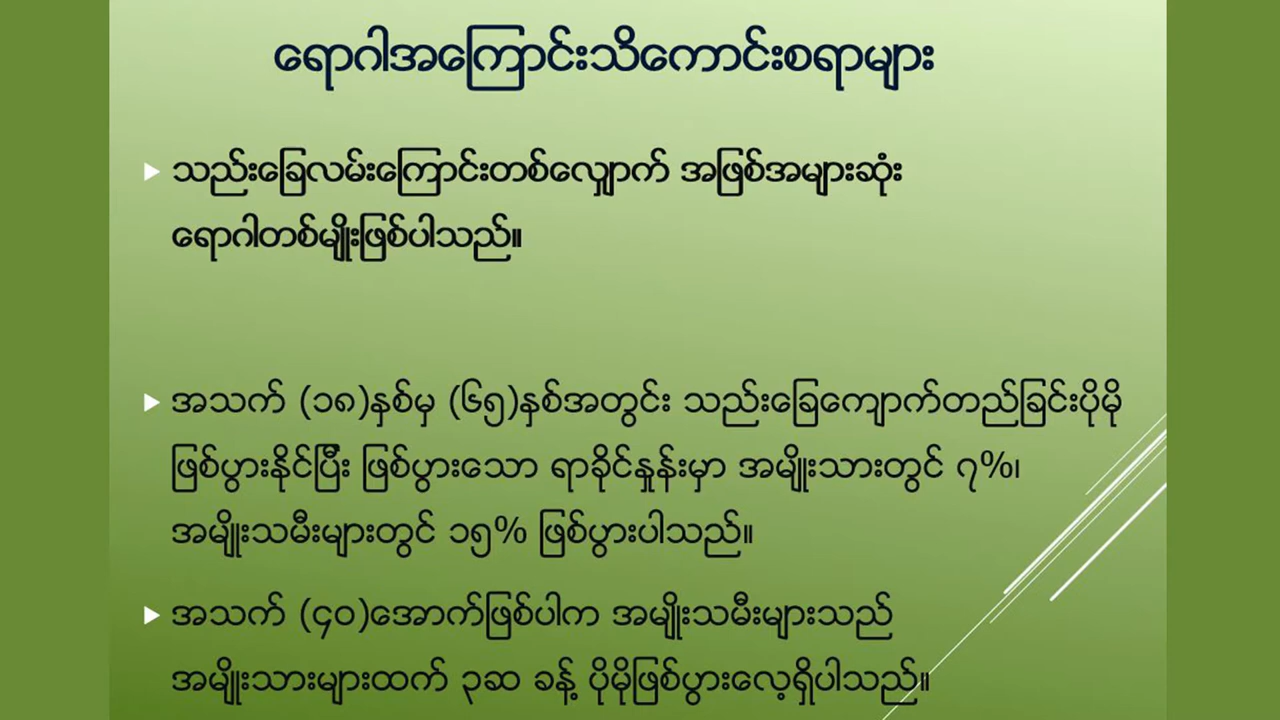 ရောဂါအကြောင်းသိကောင်းစရာများ
သည်းခြေလမ်းကြောင်းတစ်လျှောက် အဖြစ်အများဆုံး
ရောဂါတစ်မျိုးဖြစ်ပါသည်။
အသက် (၁၈)နှစ်မှ (၆၅)နှစ်အတွင်း သည်းခြေကျောက်တည်ခြင်းပိုမို
ဖြစ်ပွားနိုင်ပြီး ဖြစ်ပွားသော ရာခိုင်နှုန်းမှာ အမျိုးသားတွင် ၇%၊
အမျိုးသမီးများတွင် ၁၅% ဖြစ်ပွားပါသည်။
အသက် (၄၀)အောက်ဖြစ်ပါက အမျိုးသမီးများသည်
အမျိုးသားများထက် ၃ဆ ခန့် ပိုမိုဖြစ်ပွားလေ့ရှိပါသည်။